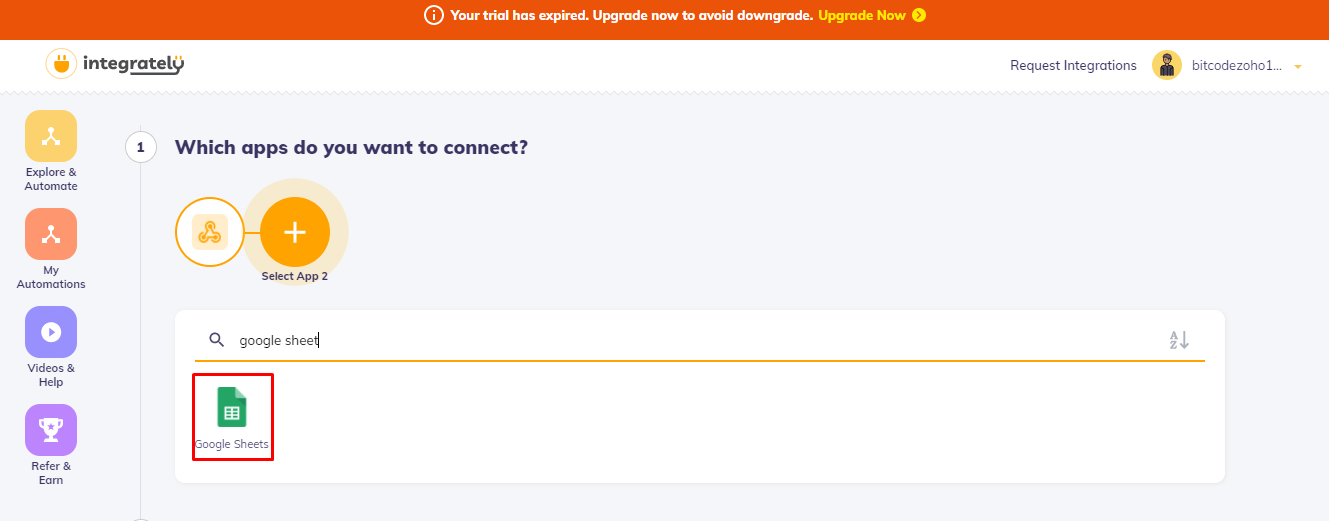 Your trial has expired. Upgrade now to avoid downgrade. Upgrade Now
integrately
Request Integrations
bitcodezoho1...
Explore &
Automate
My
Automations
Videos &
Help
Refer &
Earn
1
Which apps do you want to connect?
Select App 2
google sheet
A
Z
Google Sheets